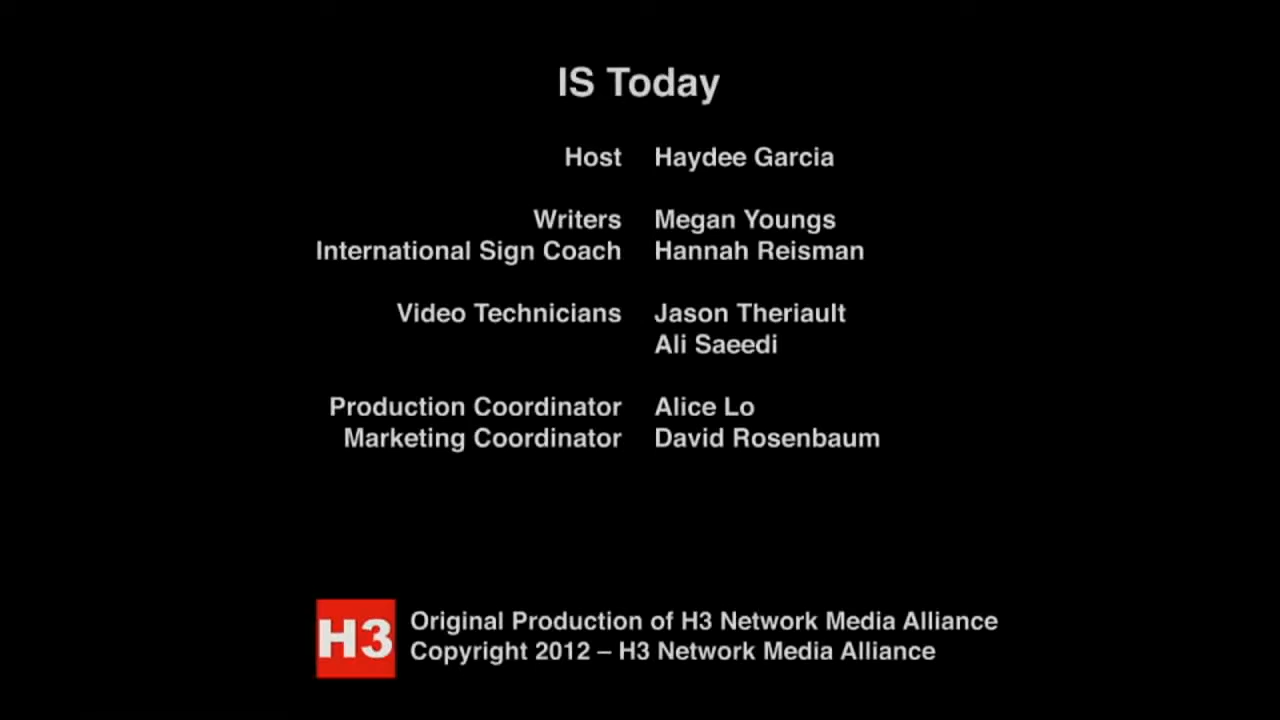 IS Today
Host Haydee Garcia
Writers Megan Youngs
International Sign Coach Hannah Reisman
Video Technicians Jason Theriault
Ali Saeedi
Production Coordinator Alice Lo
Marketing Coordinator David Rosenbaum
H3 Original Production of H3 Network Media Alliance
Copyright 2012 – H3 Network Media Alliance